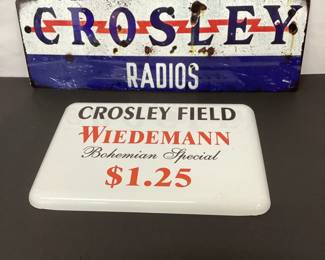 CROSLEY
RADIOS
CROSLEY FIELD
WIEDEMANN
Bohemian Special
$1.25